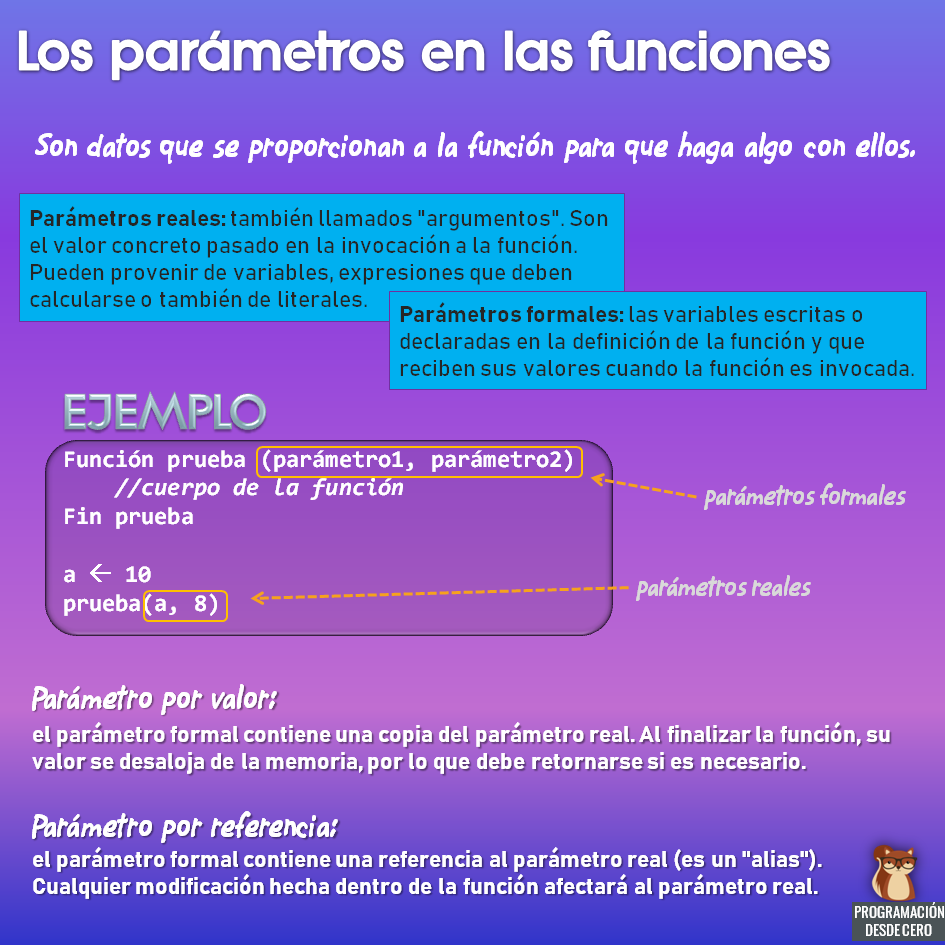 Los parámetros en las funciones
Son datos que se proporcionan a la función para que haga algo con ellos.
Parámetros reales: también llamados "argumentos". Son
el valor concreto pasado en la invocación a la función.
Pueden provenir de variables, expresiones que deben
calcularse o también de literales.
Parámetros formales: las variables escritas o
declaradas en la definición de la función y que
reciben sus valores cuando la función es invocada.
EJEMPLO
Función prueba (parámetro1, parámetro2)
//cuerpo de la función
Fin prueba
parámetros formales
a ← 10
prueba(a, 8)
parámetros reales
Parámetro por valor:
el parámetro formal contiene una copia del parámetro real. Al finalizar la función, su
valor se desaloja de la memoria, por lo que debe retornarse si es necesario.
Parámetro por referencia:
el parámetro formal contiene una referencia al parámetro real (es un "alias").
Cualquier modificación hecha dentro de la función afectará al parámetro real.
PROGRAMACIÓN
DESDE CERO